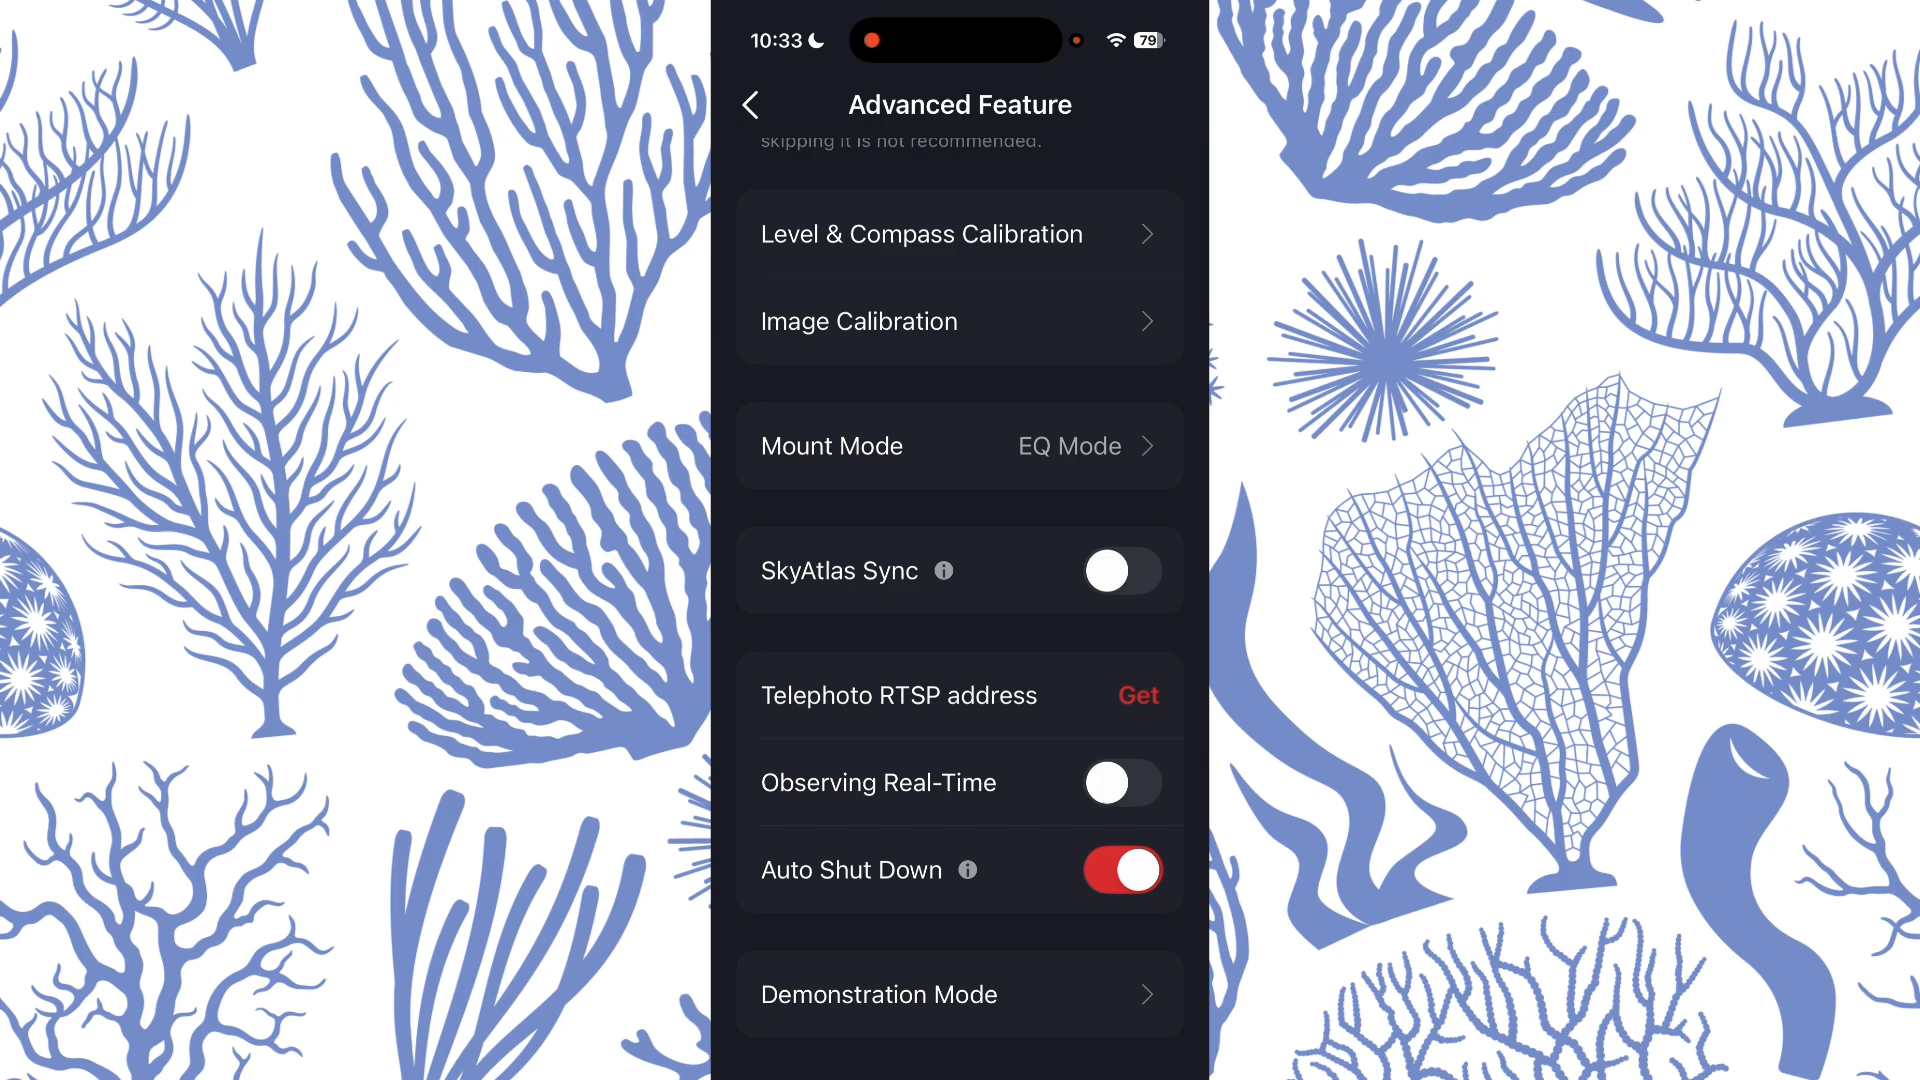 10:33
79
Advanced Feature
skipping it is not recommended.
Level & Compass Calibration
Image Calibration
Mount Mode EQ Mode
SkyAtlas Sync
Telephoto RTSP address Get
Observing Real-Time
Auto Shut Down
Demonstration Mode